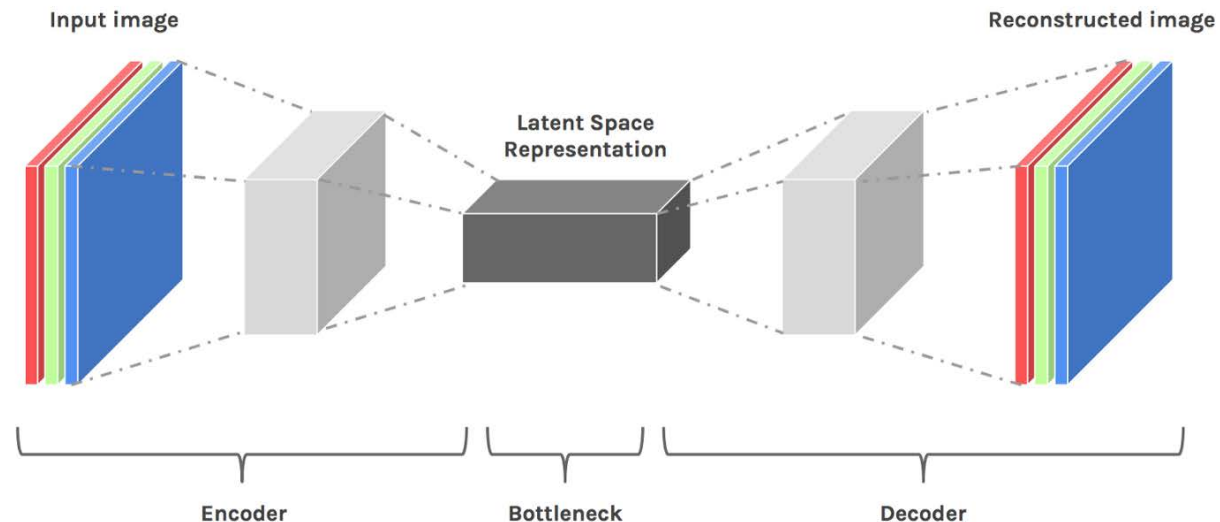 Input image
Reconstructed image
Latent Space
Representation
Encoder
Bottleneck
Decoder